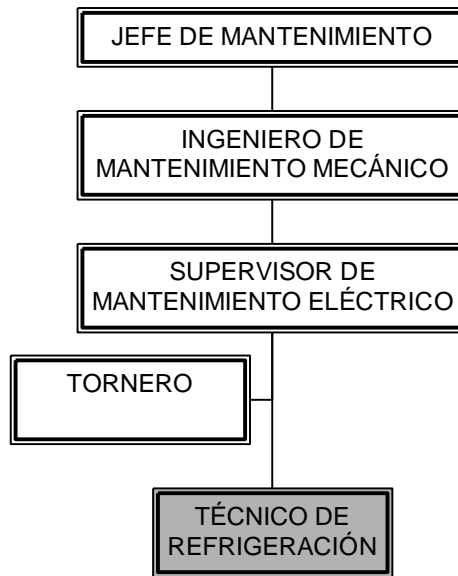 JEFE DE MANTENIMIENTO
INGENIERO DE
MANTENIMIENTO MECÁNICO
SUPERVISOR DE
MANTENIMIENTO ELÉCTRICO
TORNERO
TÉCNICO DE
REFRIGERACIÓN